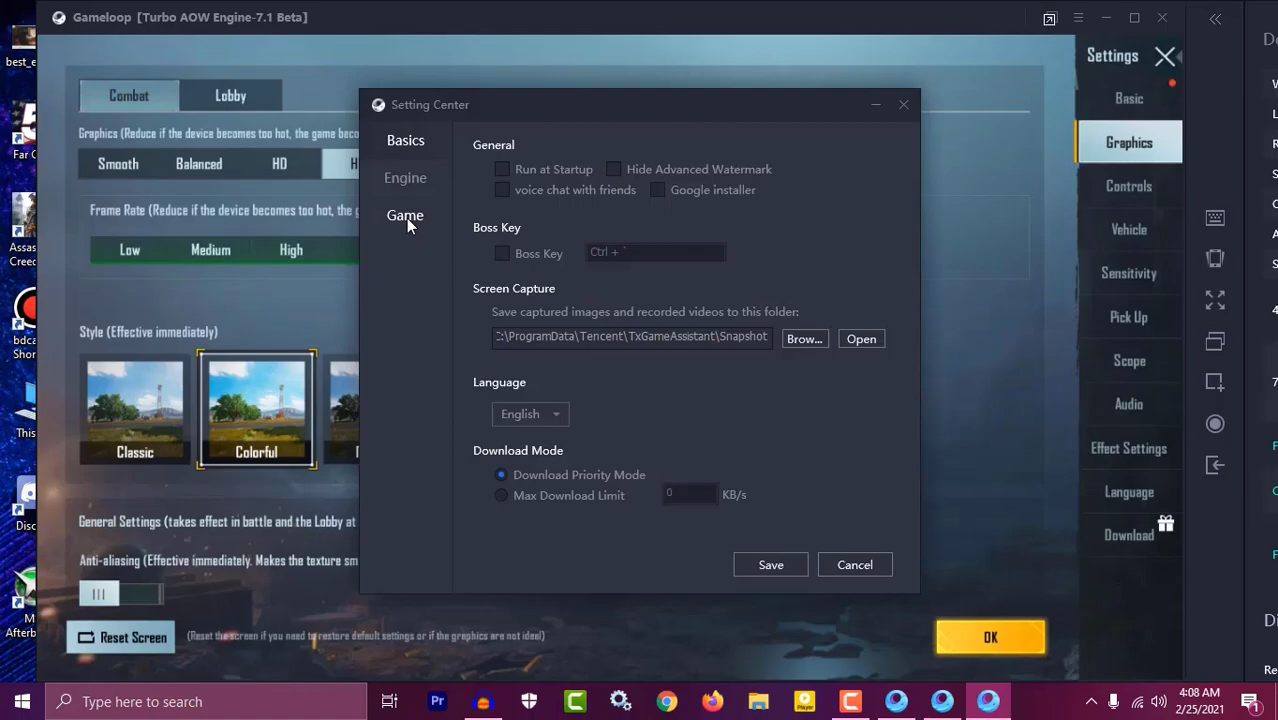 Gameloop [Turbo AOW Engine-7.1 Beta]
best_e
Far C
Assas
Creed
bdca
Shor
This
Disc
M
Afterb
Combat
Lobby
Graphics (Reduce if the device becomes too hot, the game beco
Smooth
Balanced
HD
H
Frame Rate (Reduce if the device becomes too hot, the g
Low
Medium
High
Style (Effective immediately)
Classic
Colorful
General Settings (takes effect in battle and the Lobby at
Anti-aliasing (Effective immediately. Makes the texture sm
Reset Screen
(Reset the screen if you need to restore default settings or if the graphics are not ideal)
OK
Setting Center
Basics
Engine
Game
General
Run at Startup
Hide Advanced Watermark
voice chat with friends
Google installer
Boss Key
Boss Key
Ctrl + `
Screen Capture
Save captured images and recorded videos to this folder:
:\ProgramData\Tencent\TxGameAssistant\Snapshot
Brow...
Open
Language
English
Download Mode
Download Priority Mode
Max Download Limit
0
KB/s
Save
Cancel
Settings
Basic
Graphics
Controls
Vehicle
Sensitivity
Pick Up
Scope
Audio
Effect Settings
Language
Download
Di
Re
Type here to search
Pr
Player
4:08 AM
2/25/2021
1